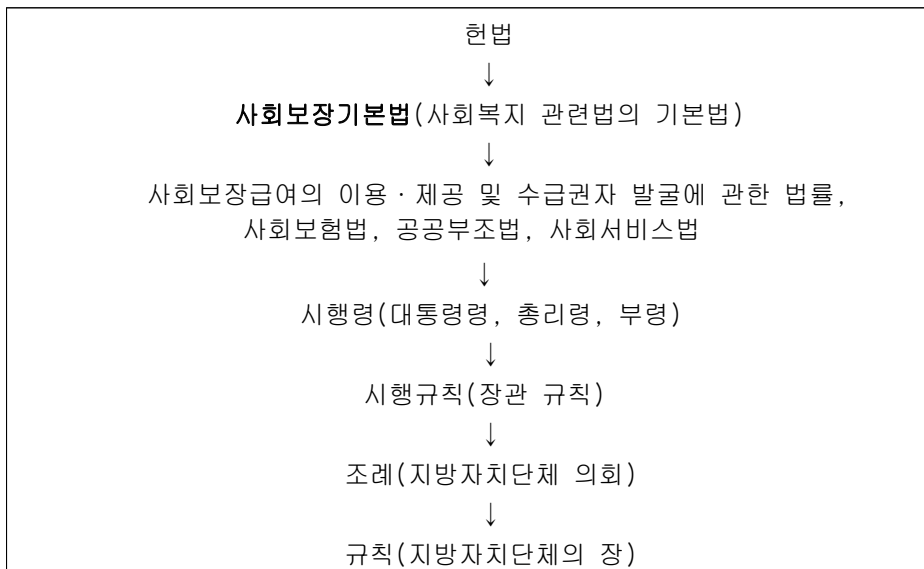 헌법
↓
사회보장기본법(사회복지 관련법의 기본법)
↓
사회보장급여의 이용·제공 및 수급권자 발굴에 관한 법률,
사회보험법, 공공부조법, 사회서비스법
↓
시행령(대통령령, 총리령, 부령)
↓
시행규칙(장관 규칙)
↓
조례(지방자치단체 의회)
↓
규칙(지방자치단체의 장)